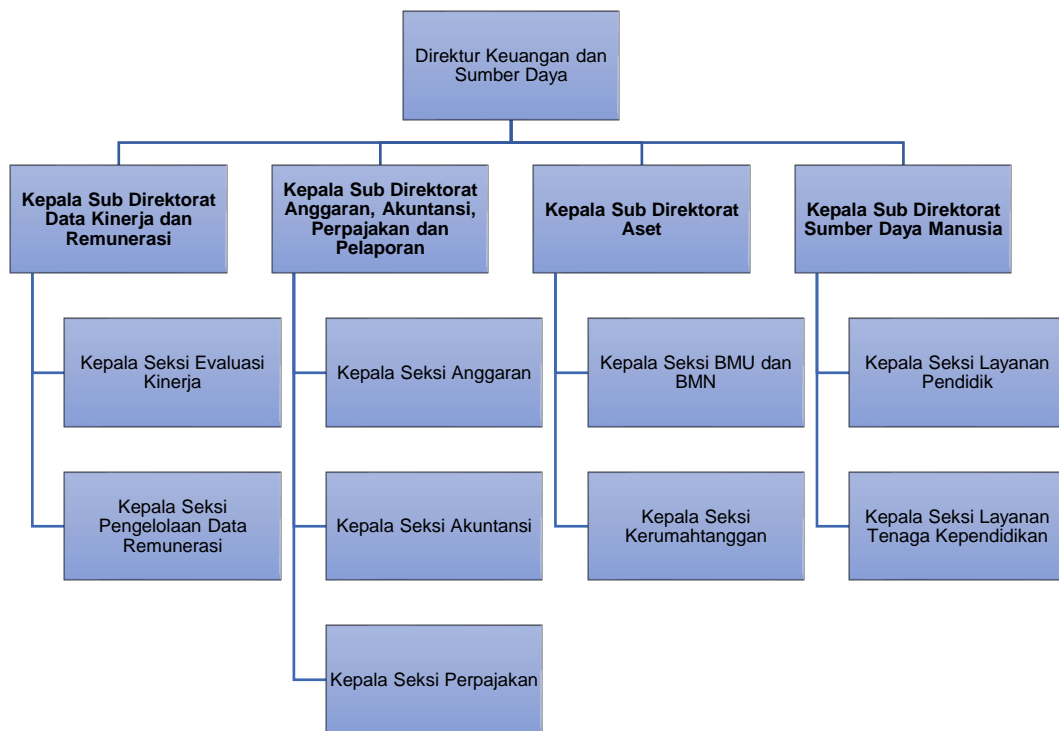 Direktur Keuangan dan
Sumber Daya
Kepala Sub Direktorat
Data Kinerja dan
Remunerasi
Kepala Sub Direktorat
Anggaran, Akuntansi,
Perpajakan dan
Pelaporan
Kepala Sub Direktorat
Aset
Kepala Sub Direktorat
Sumber Daya Manusia
Kepala Seksi Evaluasi
Kinerja
Kepala Seksi Anggaran
Kepala Seksi BMU dan
BMN
Kepala Seksi Layanan
Pendidik
Kepala Seksi
Pengelolaan Data
Remunerasi
Kepala Seksi Akuntansi
Kepala Seksi
Kerumahtanggan
Kepala Seksi Layanan
Tenaga Kependidikan
Kepala Seksi Perpajakan